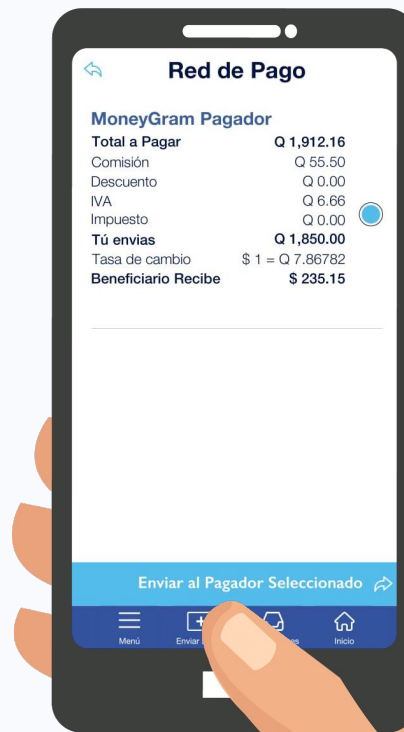 Red de Pago
MoneyGram Pagador
Total a Pagar Q 1,912.16
Comisión Q 55.50
Descuento Q 0.00
IVA Q 6.66
Impuesto Q 0.00
Tú envias Q 1,850.00
Tasa de cambio $ 1 = Q 7.86782
Beneficiario Recibe $ 235.15
Enviar al Pagador Seleccionado
Menú Enviar Inicio